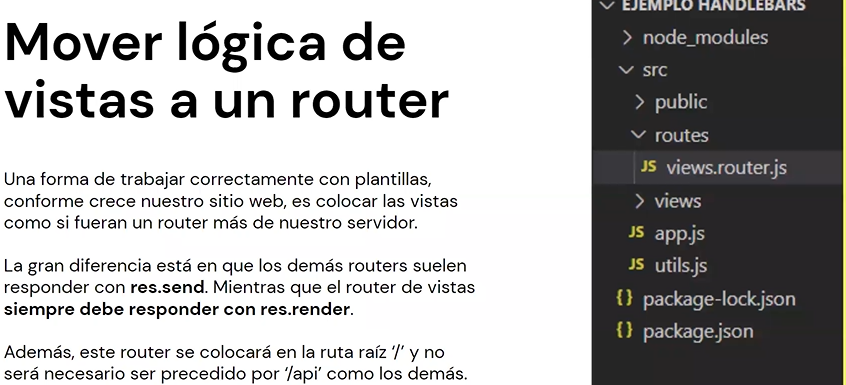 Mover lógica de
vistas a un router
Una forma de trabajar correctamente con plantillas,
conforme crece nuestro sitio web, es colocar las vistas
como si fueran un router más de nuestro servidor.
La gran diferencia está en que los demás routers suelen
responder con res.send. Mientras que el router de vistas
siempre debe responder con res.render.
Además, este router se colocará en la ruta raíz ‘/’ y no
será necesario ser precedido por ‘/api’ como los demás.
EJEMPLO HANDLEBARS
node_modules
src
public
routes
JS views.router.js
views
JS app.js
JS utils.js
{} package-lock.json
{} package.json